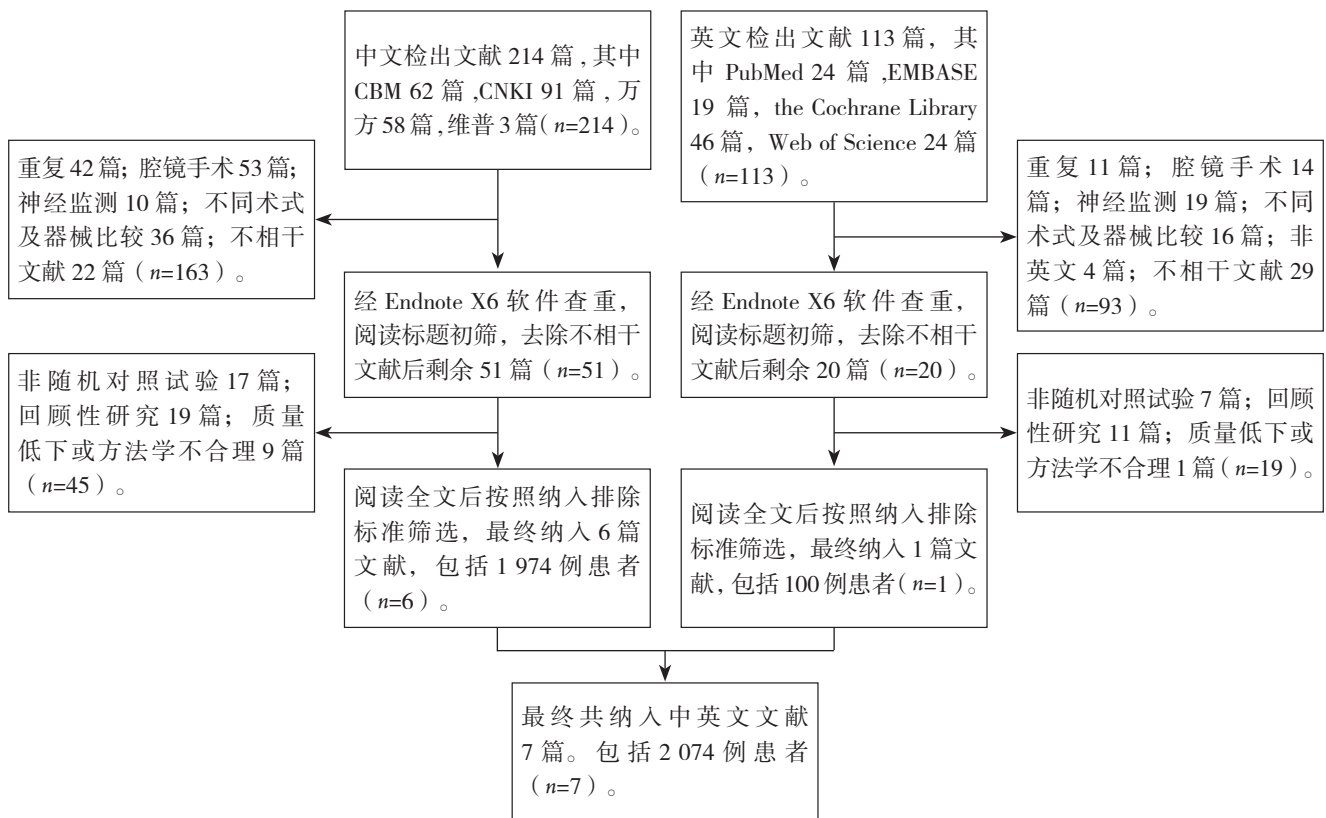 中文检出文献 214 篇，其中
CBM 62 篇,CNKI 91 篇，万
方 58 篇，维普 3 篇（n=214）。
英文检出文献 113 篇，其
中 PubMed 24 篇 ,EMBASE
19 篇，the Cochrane Library
46 篇，Web of Science 24 篇
（n=113）。
重复 42 篇；腔镜手术 53 篇；
神经监测 10 篇；不同术式
及器械比较 36 篇；不相干
文献 22 篇（n=163）。
重复 11 篇；腔镜手术 14
篇；神经监测 19 篇；不同
术式及器械比较 16 篇；非
英文 4 篇；不相干文献 29
篇（n=93）。
经 Endnote X6 软件查重，
阅读标题初筛，去除不相干
文献后剩余 51 篇（n=51）。
经 Endnote X6 软件查重，
阅读标题初筛，去除不相干
文献后剩余 20 篇（n=20）。
非随机对照试验 17 篇；
回顾性研究 19 篇；质量
低下或方法学不合理 9 篇
（n=45）。
非随机对照试验 7 篇；回顾
性研究 11 篇；质量低下或
方法学不合理 1 篇（n=19）。
阅读全文后按照纳入排除
标准筛选，最终纳入 6 篇
文献，包括 1 974 例患者
（n=6）。
阅读全文后按照纳入排除
标准筛选，最终纳入 1 篇文
献，包括 100 例患者（n=1）。
最终共纳入中英文文献
7 篇。包括 2 074 例患者
（n=7）。